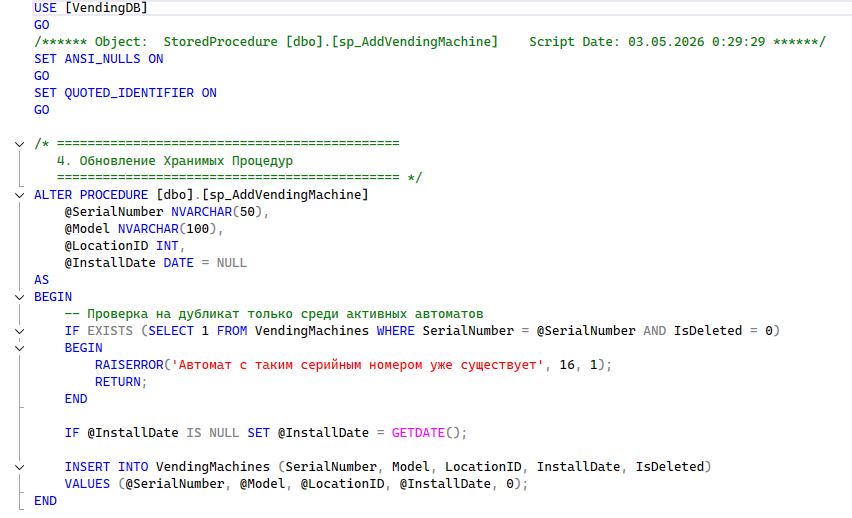 USE [VendingDB]
GO
/****** Object:  StoredProcedure [dbo].[sp_AddVendingMachine]    Script Date: 03.05.2026 0:29:29 ******/
SET ANSI_NULLS ON
GO
SET QUOTED_IDENTIFIER ON
GO

/* =============================================
   4. Обновление Хранимых Процедур
   ============================================= */
ALTER PROCEDURE [dbo].[sp_AddVendingMachine]
    @SerialNumber NVARCHAR(50),
    @Model NVARCHAR(100),
    @LocationID INT,
    @InstallDate DATE = NULL
AS
BEGIN
    -- Проверка на дубликат только среди активных автоматов
    IF EXISTS (SELECT 1 FROM VendingMachines WHERE SerialNumber = @SerialNumber AND IsDeleted = 0)
    BEGIN
        RAISERROR('Автомат с таким серийным номером уже существует', 16, 1);
        RETURN;
    END

    IF @InstallDate IS NULL SET @InstallDate = GETDATE();

    INSERT INTO VendingMachines (SerialNumber, Model, LocationID, InstallDate, IsDeleted)
    VALUES (@SerialNumber, @Model, @LocationID, @InstallDate, 0);
END